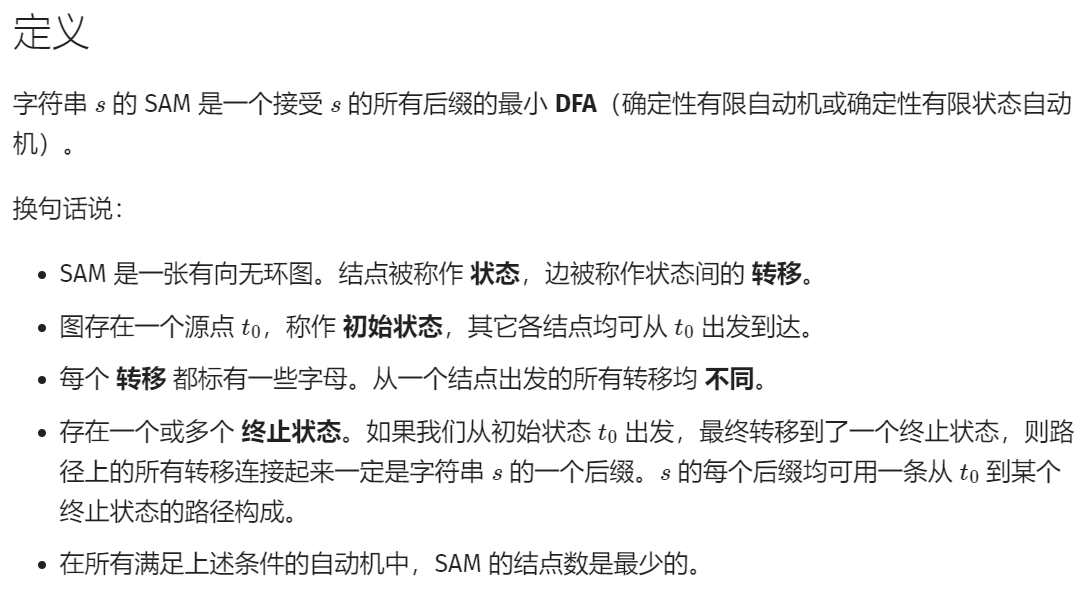 定义
字符串 s 的 SAM 是一个接受 s 的所有后缀的最小 DFA（确定性有限自动机或确定性有限状态自动
机）。
换句话说：
• SAM 是一张有向无环图。结点被称作 状态，边被称作状态间的 转移。
• 图存在一个源点 t₀，称作 初始状态，其它各结点均可从 t₀ 出发到达。
• 每个 转移 都标有一些字母。从一个结点出发的所有转移均 不同。
• 存在一个或多个 终止状态。如果我们从初始状态 t₀ 出发，最终转移到了一个终止状态，则路
径上的所有转移连接起来一定是字符串 s 的一个后缀。s 的每个后缀均可用一条从 t₀ 到某个
终止状态的路径构成。
• 在所有满足上述条件的自动机中，SAM 的结点数是最少的。